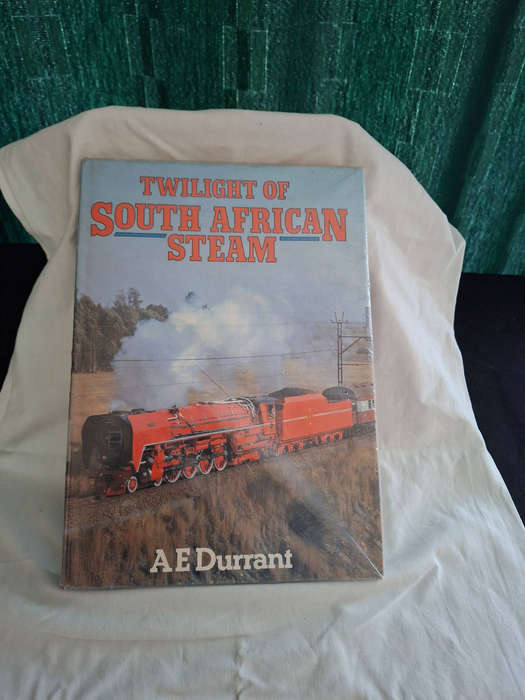 TWILIGHT OF
SOUTH AFRICAN
STEAM
A E Durrant